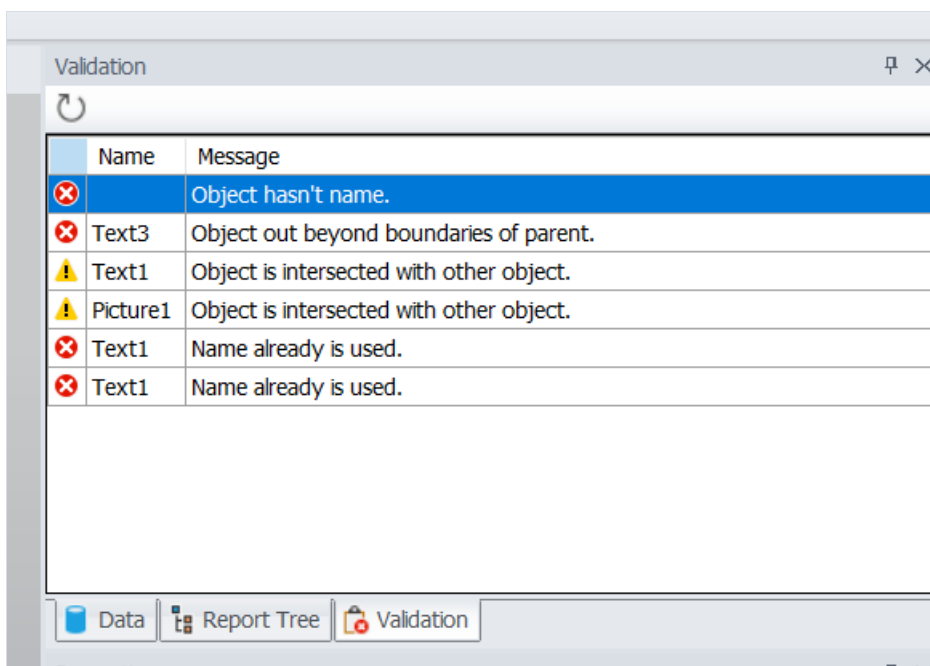 Validation
Name Message
Object hasn't name.
Text3 Object out beyond boundaries of parent.
Text1 Object is intersected with other object.
Picture1 Object is intersected with other object.
Text1 Name already is used.
Text1 Name already is used.
Data Report Tree Validation